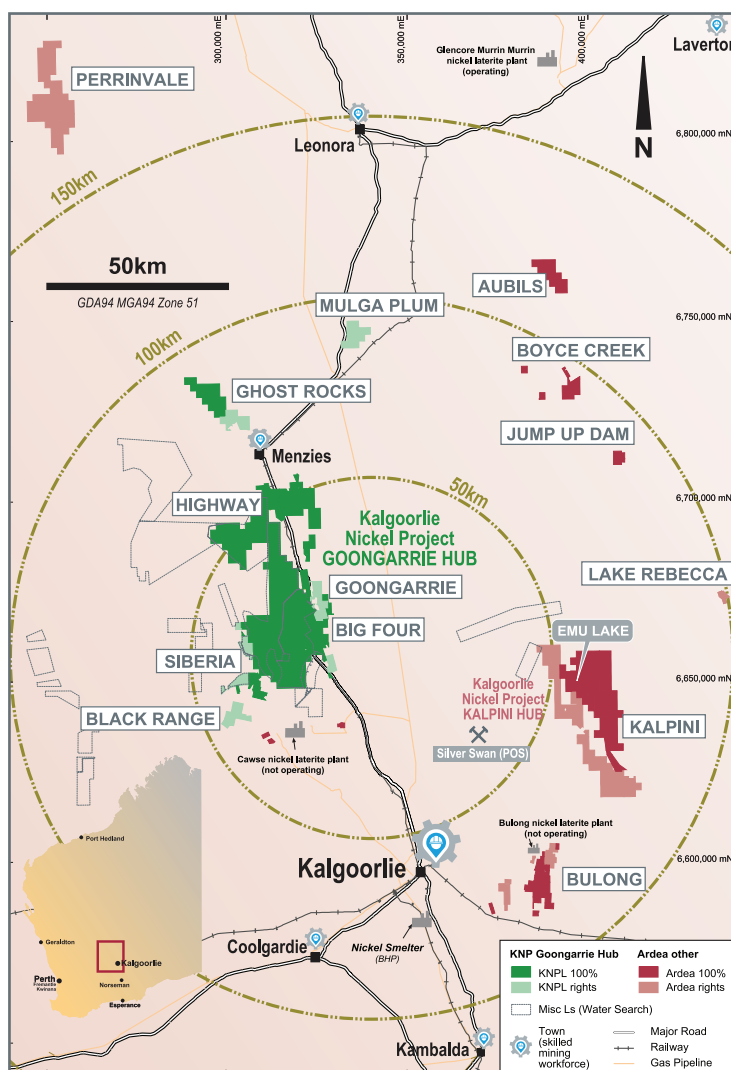 300,000 mE
350,000 mE
400,000 mE
Glencore Murrin Murrin
nickel laterite plant
(operating)
Laverton
PERRINVALE
N
Leonora
6,800,000 mN
150km
50km
GDA94 MGA94 Zone 51
AUBILS
MULGA PLUM
6,750,000 mN
100km
BOYCE CREEK
GHOST ROCKS
JUMP UP DAM
Menzies
50km
6,700,000 mN
HIGHWAY
Kalgoorlie
Nickel Project
GOONGARRIE HUB
LAKE REBECCA
GOONGARRIE
BIG FOUR
EMU LAKE
SIBERIA
6,650,000 mN
Kalgoorlie
Nickel Project
KALPINI HUB
KALPINI
BLACK RANGE
Silver Swan (POS)
Cawse nickel laterite plant
(not operating)
Bulong nickel laterite plant
(not operating)
Port Hedland
6,600,000 mN
Kalgoorlie
BULONG
Nickel Smelter
(BHP)
Coolgardie
Geraldton
Kalgoorlie
Perth
Fremantle
Kwinana
Norseman
Esperance
Kambalda
KNP Goongarrie Hub
KNPL 100%
KNPL rights
Ardea other
Ardea 100%
Ardea rights
Misc Ls (Water Search)
Town
(skilled
mining
workforce)
Major Road
Railway
Gas Pipeline